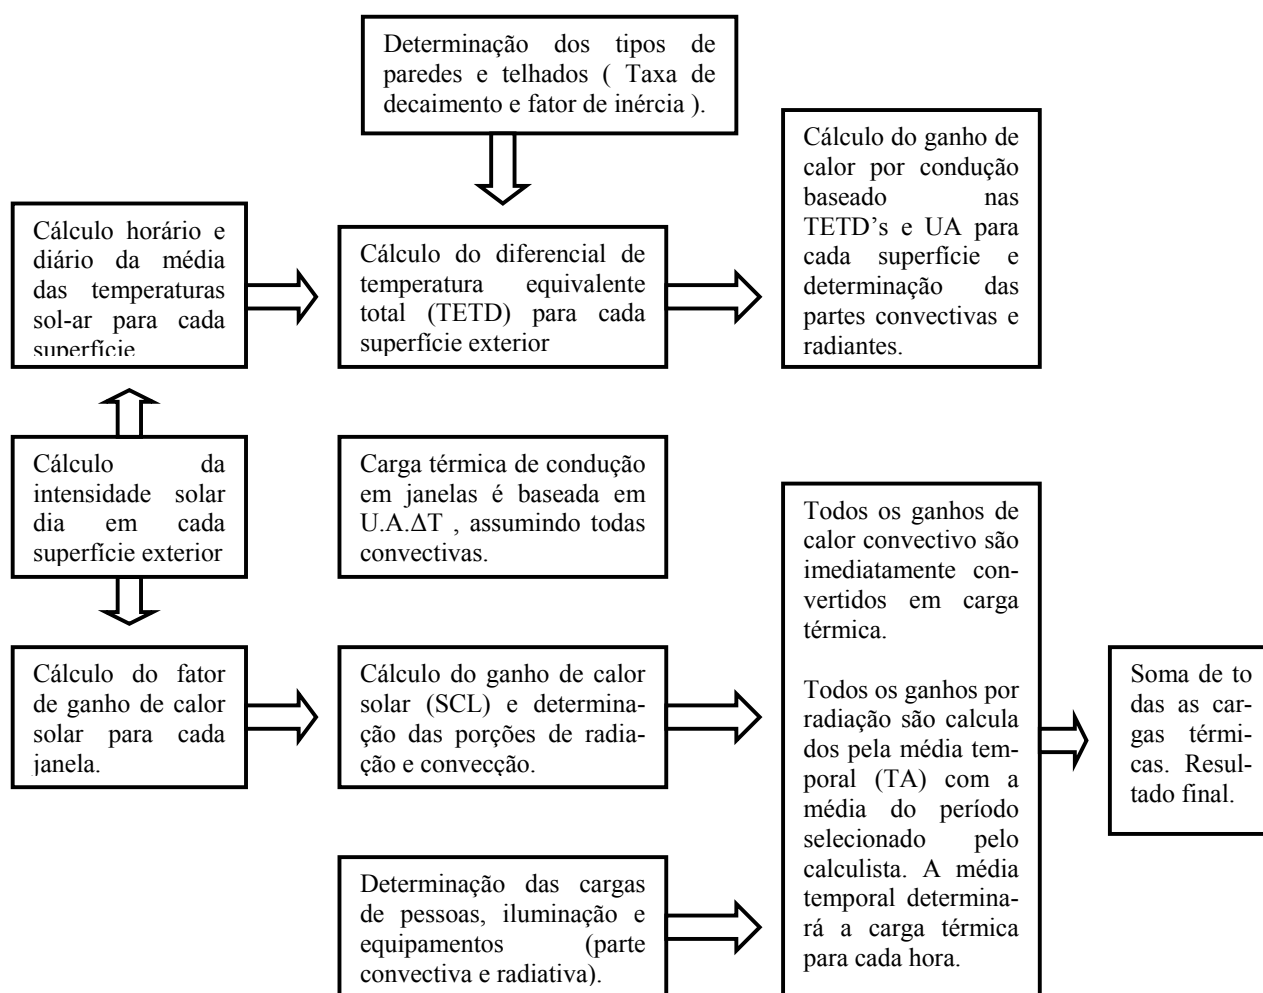 Determinação dos tipos de
paredes e telhados ( Taxa de
decaimento e fator de inércia ).
Cálculo do ganho de
calor por condução
baseado nas
TETD’s e UA para
cada superfície e
determinação das
partes convectivas e
radiantes.
Cálculo horário e
diário da média
das temperaturas
sol-ar para cada
superfície
Cálculo do diferencial de
temperatura equivalente
total (TETD) para cada
superfície exterior
Cálculo da
intensidade solar
dia em cada
superfície exterior
Carga térmica de condução
em janelas é baseada em
U.A.ΔT , assumindo todas
convectivas.
Todos os ganhos de
calor convectivo são
imediatamente con-
vertidos em carga
térmica.
Todos os ganhos por
radiação são calcula
dos pela média tem-
poral (TA) com a
média do período
selecionado pelo
calculista. A média
temporal determina-
rá a carga térmica
para cada hora.
Cálculo do fator
de ganho de calor
solar para cada
janela.
Cálculo do ganho de calor
solar (SCL) e determina-
ção das porções de radia-
ção e convecção.
Soma de to
das as car-
gas térmi-
cas. Resul-
tado final.
Determinação das cargas
de pessoas, iluminação e
equipamentos (parte
convectiva e radiativa).